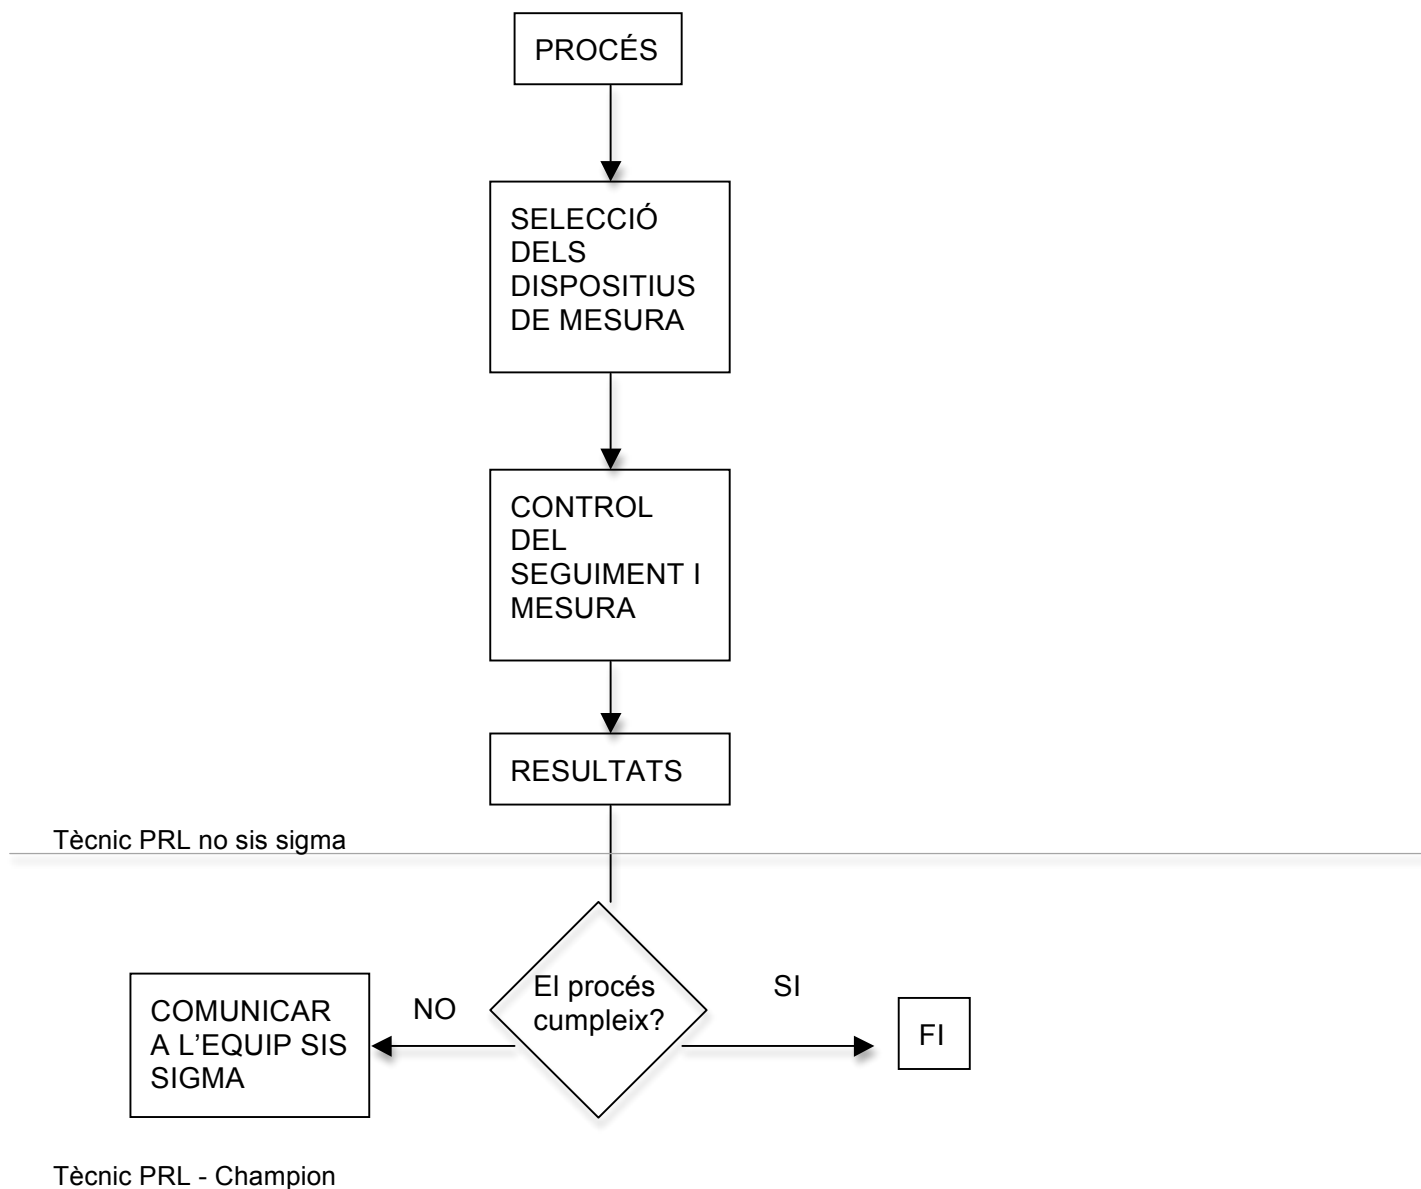 PROCÉS
SELECCIÓ
DELS
DISPOSITIUS
DE MESURA
CONTROL
DEL
SEGUIMENT I
MESURA
RESULTATS
Tècnic PRL no sis sigma
El procés
cumpleix?
SI
NO
COMUNICAR
A L’EQUIP SIS
SIGMA
FI
Tècnic PRL - Champion